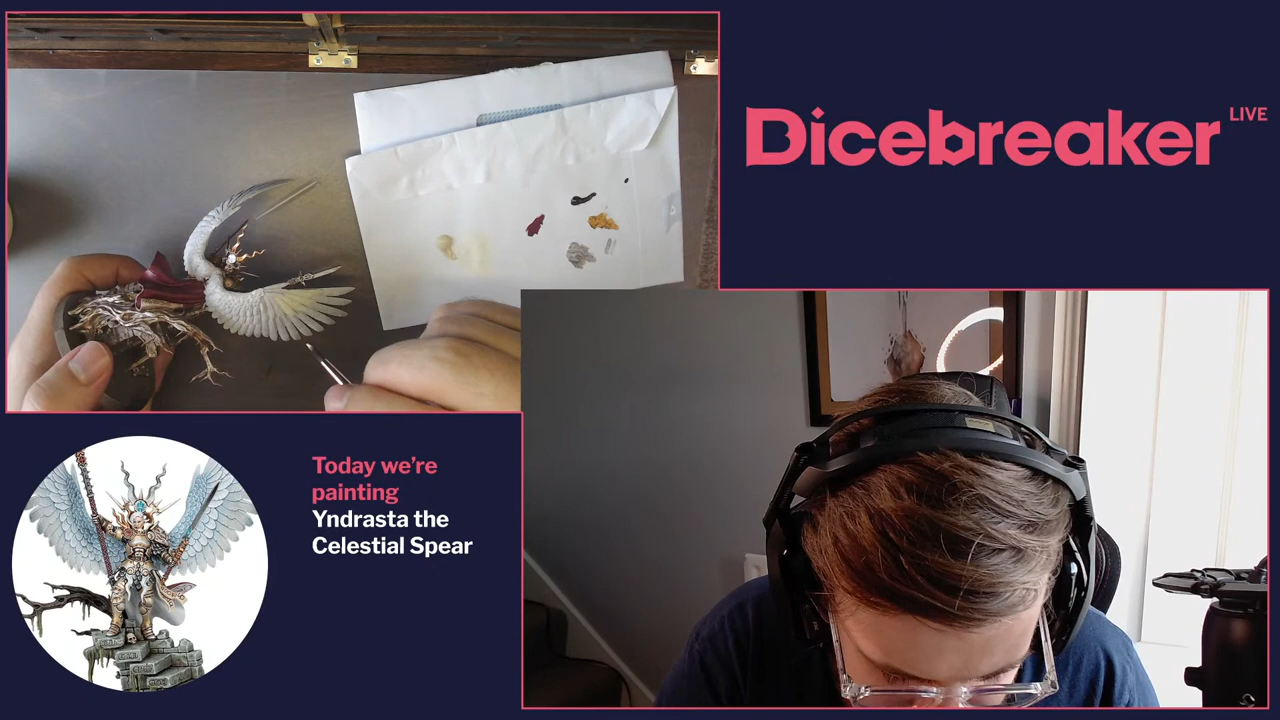 Dicebreaker LIVE
Today we're
painting
Yndrasta the
Celestial Spear